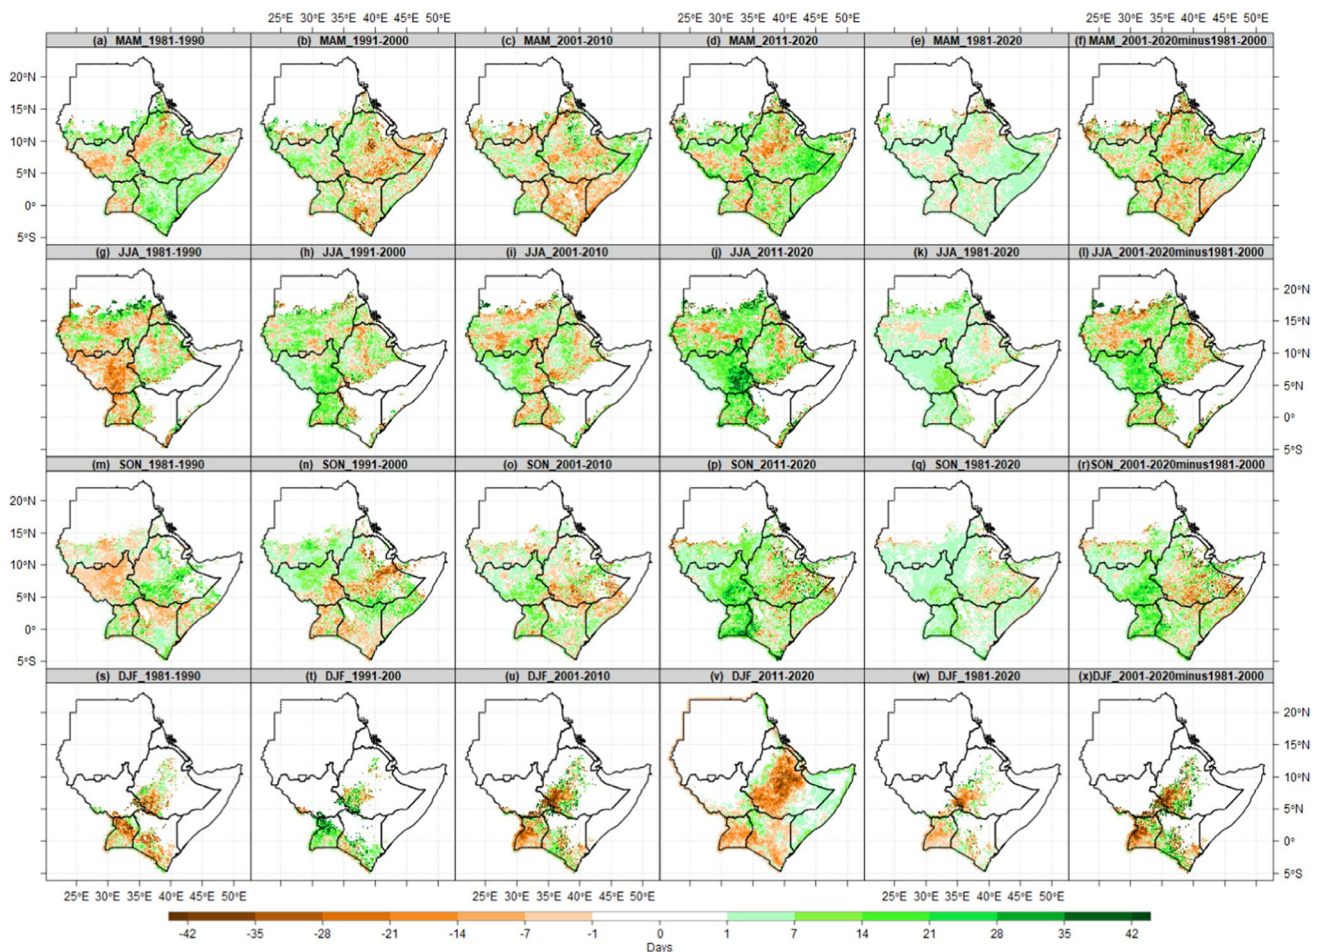 25°E 30°E 35°E 40°E 45°E 50°E 25°E 30°E 35°E 40°E 45°E 50°E 25°E 30°E 35°E 40°E 45°E 50°E
(a) MAM_1981-1990 (b) MAM_1991-2000 (c) MAM_2001-2010 (d) MAM_2011-2020 (e) MAM_1981-2020 (f) MAM_2001-2020minus1981-2000
20°N
15°N
10°N
5°N
0°
5°S
(g) JJA_1981-1990 (h) JJA_1991-2000 (i) JJA_2001-2010 (j) JJA_2011-2020 (k) JJA_1981-2020 (l) JJA_2001-2020minus1981-2000
20°N
15°N
10°N
5°N
0°
5°S
(m) SON_1981-1990 (n) SON_1991-2000 (o) SON_2001-2010 (p) SON_2011-2020 (q) SON_1981-2020 (r)SON_2001-2020minus1981-2000
20°N
15°N
10°N
5°N
0°
5°S
(s) DJF_1981-1990 (t) DJF_1991-200 (u) DJF_2001-2010 (v) DJF_2011-2020 (w) DJF_1981-2020 (x)DJF_2001-2020minus1981-2000
20°N
15°N
10°N
5°N
0°
5°S
25°E 30°E 35°E 40°E 45°E 50°E 25°E 30°E 35°E 40°E 45°E 50°E 25°E 30°E 35°E 40°E 45°E 50°E
-42 -35 -28 -21 -14 -7 -1 0 1 7 14 21 28 35 42
Days